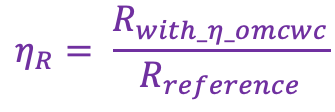 η_R = R_with_η_omcwc / R_reference